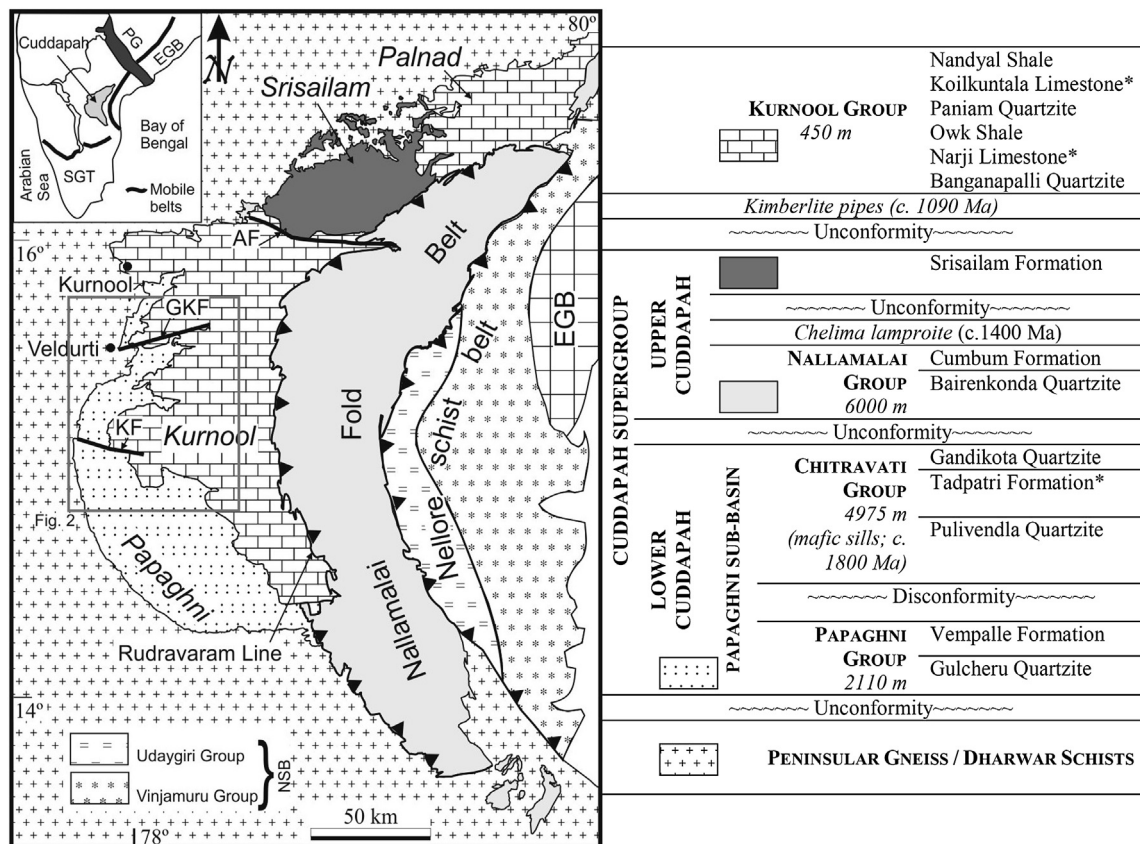 Cuddapah
PG
EGB
Bay of
Bengal
Arabian
Sea
SGT
Mobile
belts
N
80º
Palnad
Srisailam
AF
16º
Kurnool
GKF
Veldurti
KF
Kurnool
Fig. 2
Papaghni
Rudravaram Line
Nallamalai
Fold
Belt
Nellore
schist
belt
EGB
14º
Udaygiri Group
Vinjamuru Group
NSB
50 km
178º
KURNOOL GROUP
450 m
Nandyal Shale
Koilkuntala Limestone*
Paniam Quartzite
Owk Shale
Narji Limestone*
Banganapalli Quartzite
Kimberlite pipes (c. 1090 Ma)
~~~~~~~ Unconformity~~~~~~~
CUDDAPAH SUPERGROUP
UPPER
CUDDAPAH
Srisailam Formation
~~~~~~~ Unconformity~~~~~~~
Chelima lamproite (c.1400 Ma)
NALLAMALAI
GROUP
6000 m
Cumbum Formation
Bairenkonda Quartzite
~~~~~~~ Unconformity~~~~~~~
LOWER
CUDDAPAH
PAPAGHNI SUB-BASIN
CHITRAVATI
GROUP
4975 m
(mafic sills; c.
1800 Ma)
Gandikota Quartzite
Tadpatri Formation*
Pulivendla Quartzite
~~~~~~~ Disconformity~~~~~~~
PAPAGHNI
GROUP
2110 m
Vempalle Formation
Gulcheru Quartzite
~~~~~~~ Unconformity~~~~~~~
PENINSULAR GNEISS / DHARWAR SCHISTS